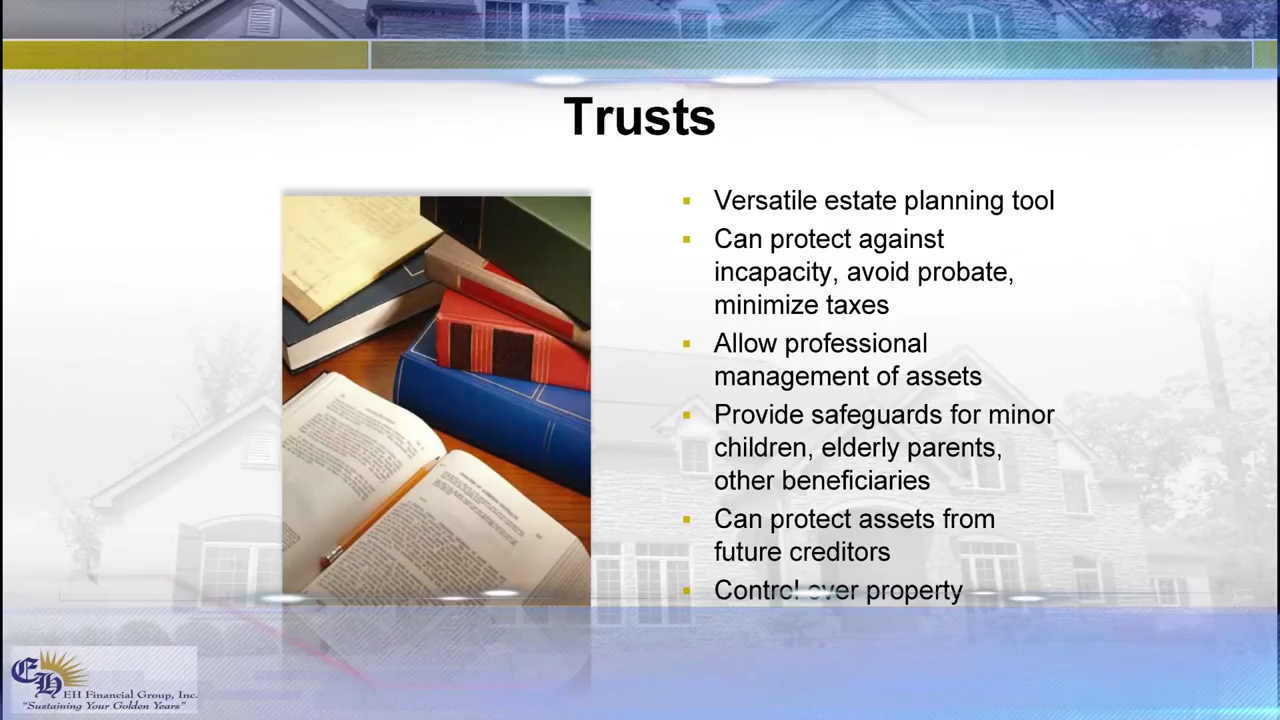 Trusts
Versatile estate planning tool
Can protect against
incapacity, avoid probate,
minimize taxes
Allow professional
management of assets
Provide safeguards for minor
children, elderly parents,
other beneficiaries
Can protect assets from
future creditors
Control over property
EH
EH Financial Group, Inc.
"Sustaining Your Golden Years"